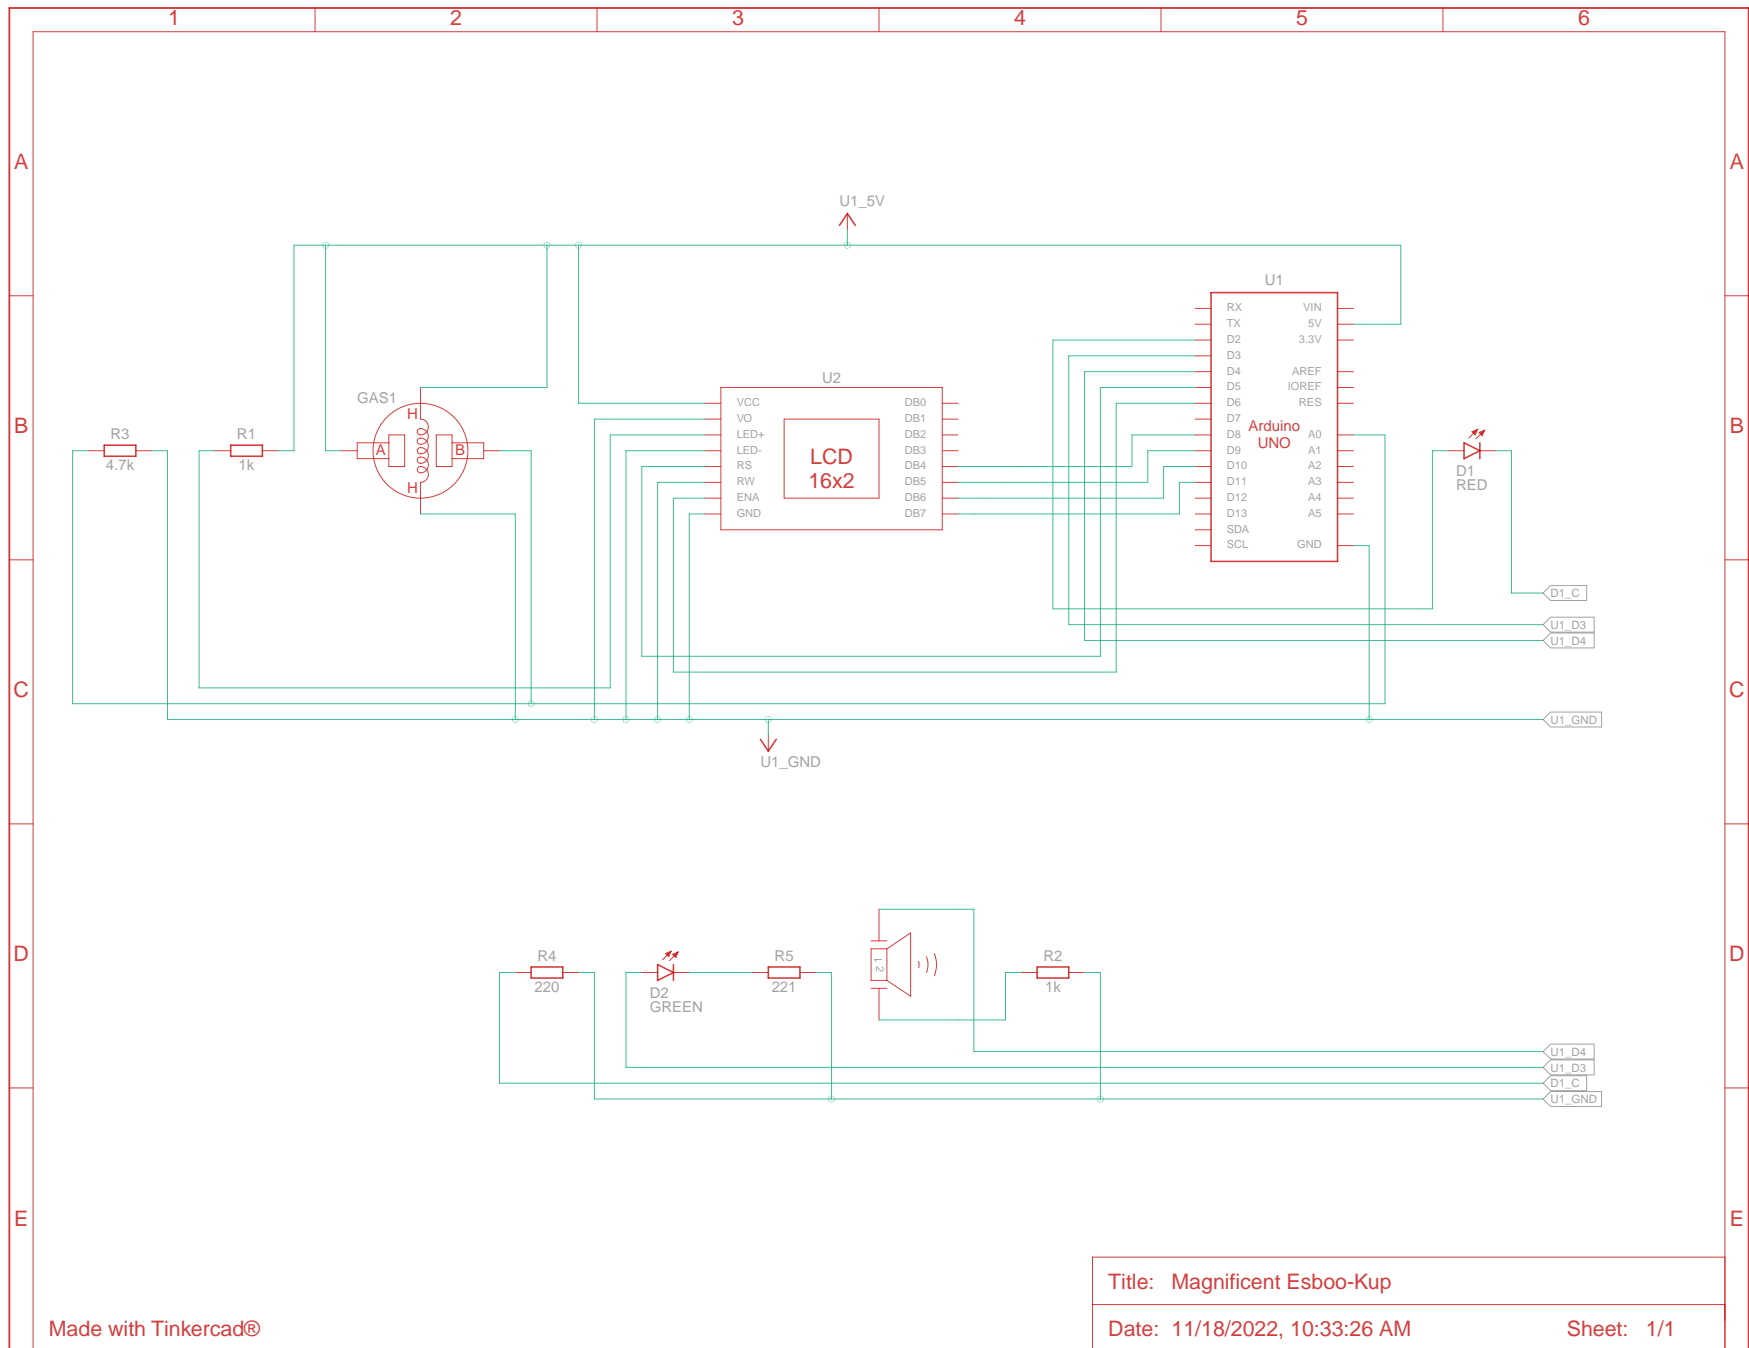 1 2 3 4 5 6
A A
U1_5V
U1
RX VIN
TX 5V
D2 3.3V
D3
D4 AREF
D5 IOREF
D6 RES
D7
Arduino
UNO
D8 A0
D9 A1
D10 A2
D11 A3
D12 A4
D13 A5
SDA
SCL GND
B B
R3
4.7k
R1
1k
GAS1
H
A B
H
U2
VCC DB0
VO DB1
LED+ DB2
LED- DB3
RS DB4
RW DB5
ENA DB6
GND DB7
LCD
16x2
D1
RED
D1_C
U1_D3
U1_D4
C C
U1_GND
U1_GND
D D
R4
220
D2
GREEN
R5
221
1 2
R2
1k
U1_D4
U1_D3
D1_C
U1_GND
E E
Title: Magnificent Esboo-Kup
Made with Tinkercad®
Date: 11/18/2022, 10:33:26 AM Sheet: 1/1